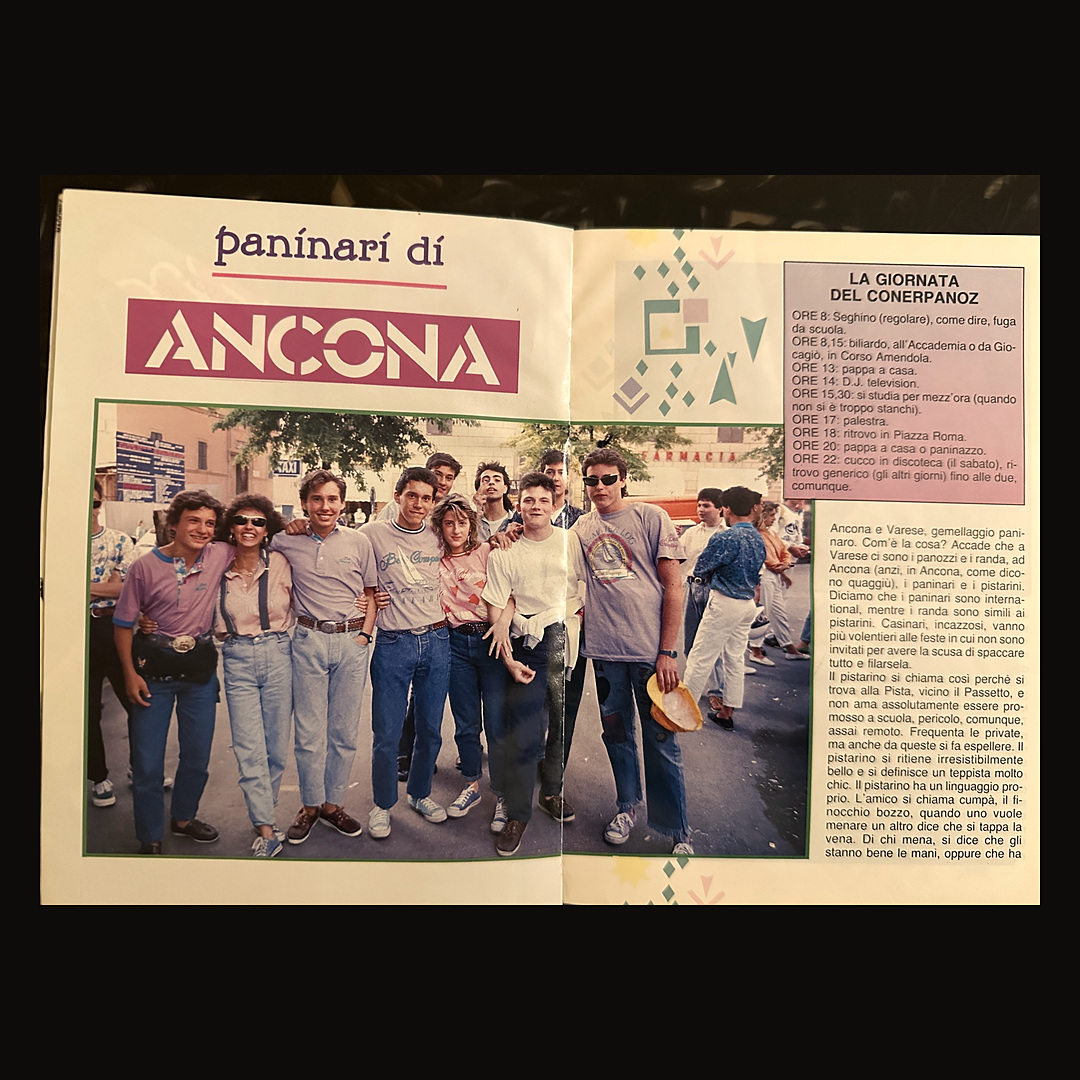 paninari di
ANCONA
TAXI
FARMACIA
LA GIORNATA
DEL CONERPANOZ
ORE 8: Seghino (regolare), come dire, fuga
da scuola.
ORE 8,15: biliardo, all'Accademia o da Gio-
cagiò, in Corso Amendola.
ORE 13: pappa a casa.
ORE 14: D.J. television.
ORE 15,30: si studia per mezz'ora (quando
non si è troppo stanchi).
ORE 17: palestra.
ORE 18: ritrovo in Piazza Roma.
ORE 20: pappa a casa o paninazzo.
ORE 22: cucco in discoteca (il sabato), ri-
trovo generico (gli altri giorni) fino alle due,
comunque.
Ancona e Varese, gemellaggio pani-
naro. Com'è la cosa? Accade che a
Varese ci sono i panozzi e i randa, ad
Ancona (anzi, in Ancona, come dico-
no quaggiù), i paninari e i pistarini.
Diciamo che i paninari sono interna-
tional, mentre i randa sono simili ai
pistarini. Casinari, incazzosi, vanno
più volentieri alle feste in cui non sono
invitati per avere la scusa di spaccare
tutto e filarsela.
Il pistarino si chiama così perché si
trova alla Pista, vicino il Passetto, e
non ama assolutamente essere pro-
mosso a scuola, pericolo, comunque,
assai remoto. Frequenta le private,
ma anche da queste si fa espellere. Il
pistarino si ritiene irresistibilmente
bello e si definisce un teppista molto
chic. Il pistarino ha un linguaggio pro-
prio. L'amico si chiama cumpà, il fi-
nocchio bozzo, quando uno vuole
menare un altro dice che si tappa la
vena. Di chi mena, si dice che gli
stanno bene le mani, oppure che ha